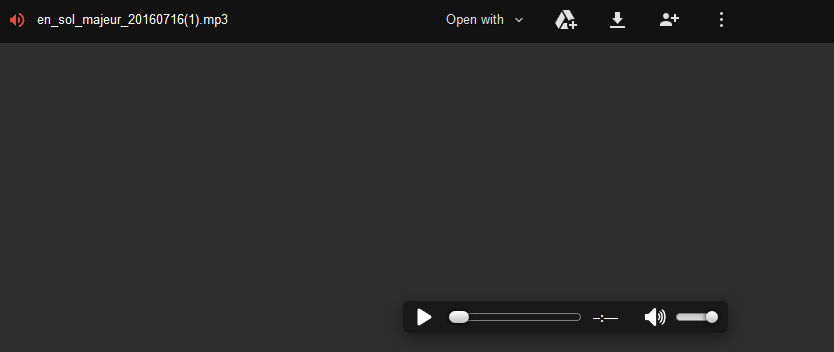 en_sol_majeur_20160716(1).mp3
Open with
--:--